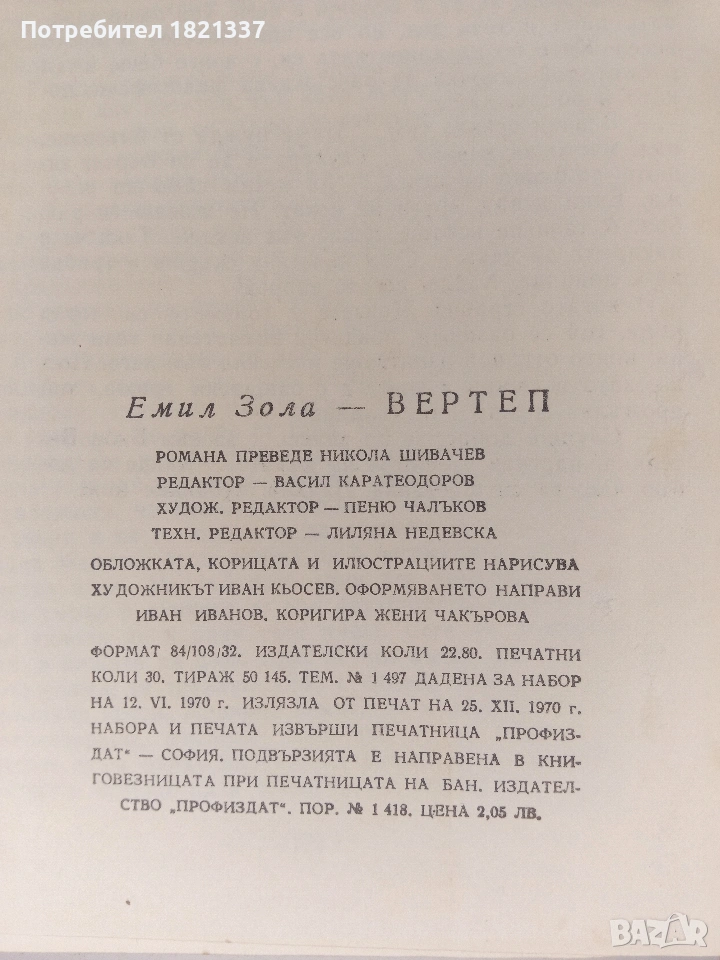 Потребител 1821337
Емил Зола — ВЕРТЕП
РОМАНА ПРЕВЕДЕ НИКОЛА ШИВАЧЕВ
РЕДАКТОР — ВАСИЛ КАРАТЕОДОРОВ
ХУДОЖ. РЕДАКТОР — ПЕНЮ ЧАЛЪКОВ
ТЕХН. РЕДАКТОР — ЛИЛЯНА НЕДЕВСКА
ОБЛОЖКАТА, КОРИЦАТА И ИЛЮСТРАЦИИТЕ НАРИСУВА
ХУДОЖНИКЪТ ИВАН КЬОСЕВ. ОФОРМЯВАНЕТО НАПРАВИ
ИВАН ИВАНОВ. КОРИГИРА ЖЕНИ ЧАКЪРОВА
ФОРМАТ 84/108/32. ИЗДАТЕЛСКИ КОЛИ 22,80. ПЕЧАТНИ
КОЛИ 30. ТИРАЖ 50 145. ТЕМ. № 1 497 ДАДЕНА ЗА НАБОР
НА 12. VI. 1970 г. ИЗЛЯЗЛА ОТ ПЕЧАТ НА 25. XII. 1970 г.
НАБОРА И ПЕЧАТА ИЗВЪРШИ ПЕЧАТНИЦА „ПРОФИЗ-
ДАТ“ — СОФИЯ. ПОДВЪРЗИЯТА Е НАПРАВЕНА В КНИ-
ГОВЕЗНИЦАТА ПРИ ПЕЧАТНИЦАТА НА БАН. ИЗДАТЕЛ-
СТВО „ПРОФИЗДАТ“. ПОР. № 1 418. ЦЕНА 2,05 ЛВ.
BAZAR